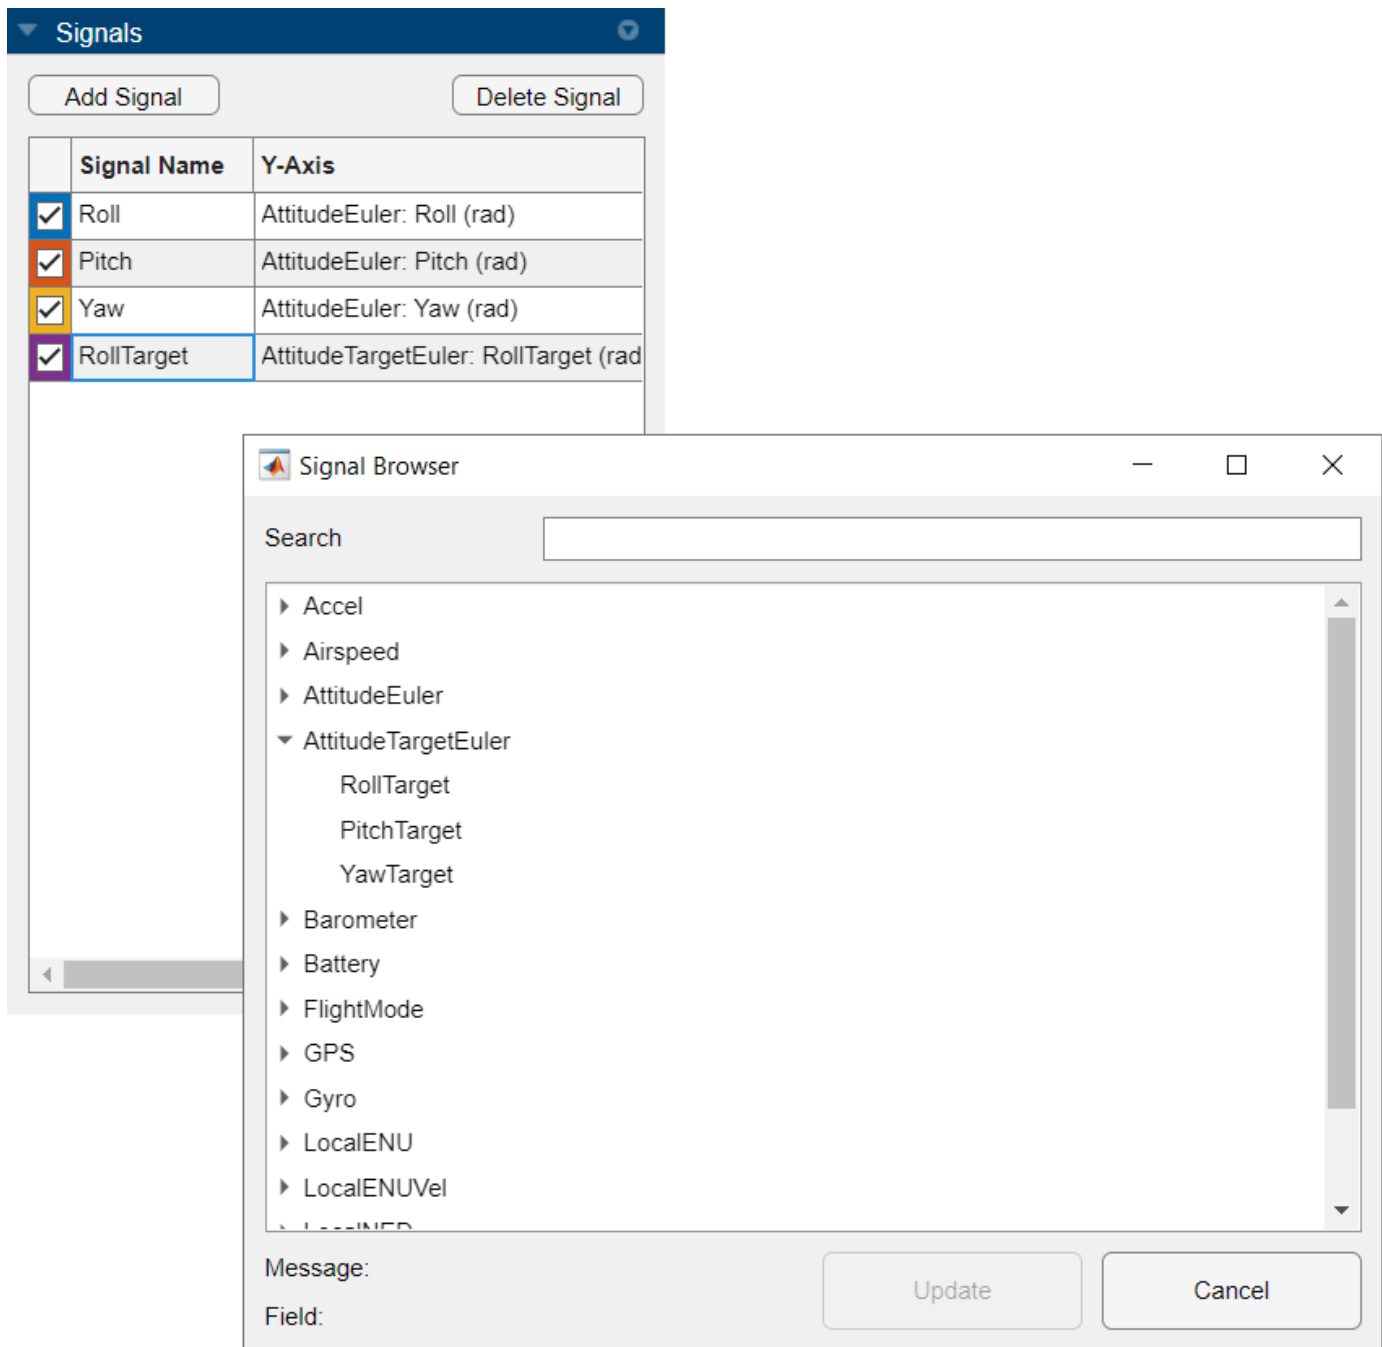 Signals
Add Signal Delete Signal
Signal Name Y-Axis
Roll AttitudeEuler: Roll (rad)
Pitch AttitudeEuler: Pitch (rad)
Yaw AttitudeEuler: Yaw (rad)
RollTarget AttitudeTargetEuler: RollTarget (rad
Signal Browser
Search
Accel
Airspeed
AttitudeEuler
AttitudeTargetEuler
RollTarget
PitchTarget
YawTarget
Barometer
Battery
FlightMode
GPS
Gyro
LocalENU
LocalENUVel
LocalNED
Message:
Update Cancel
Field: